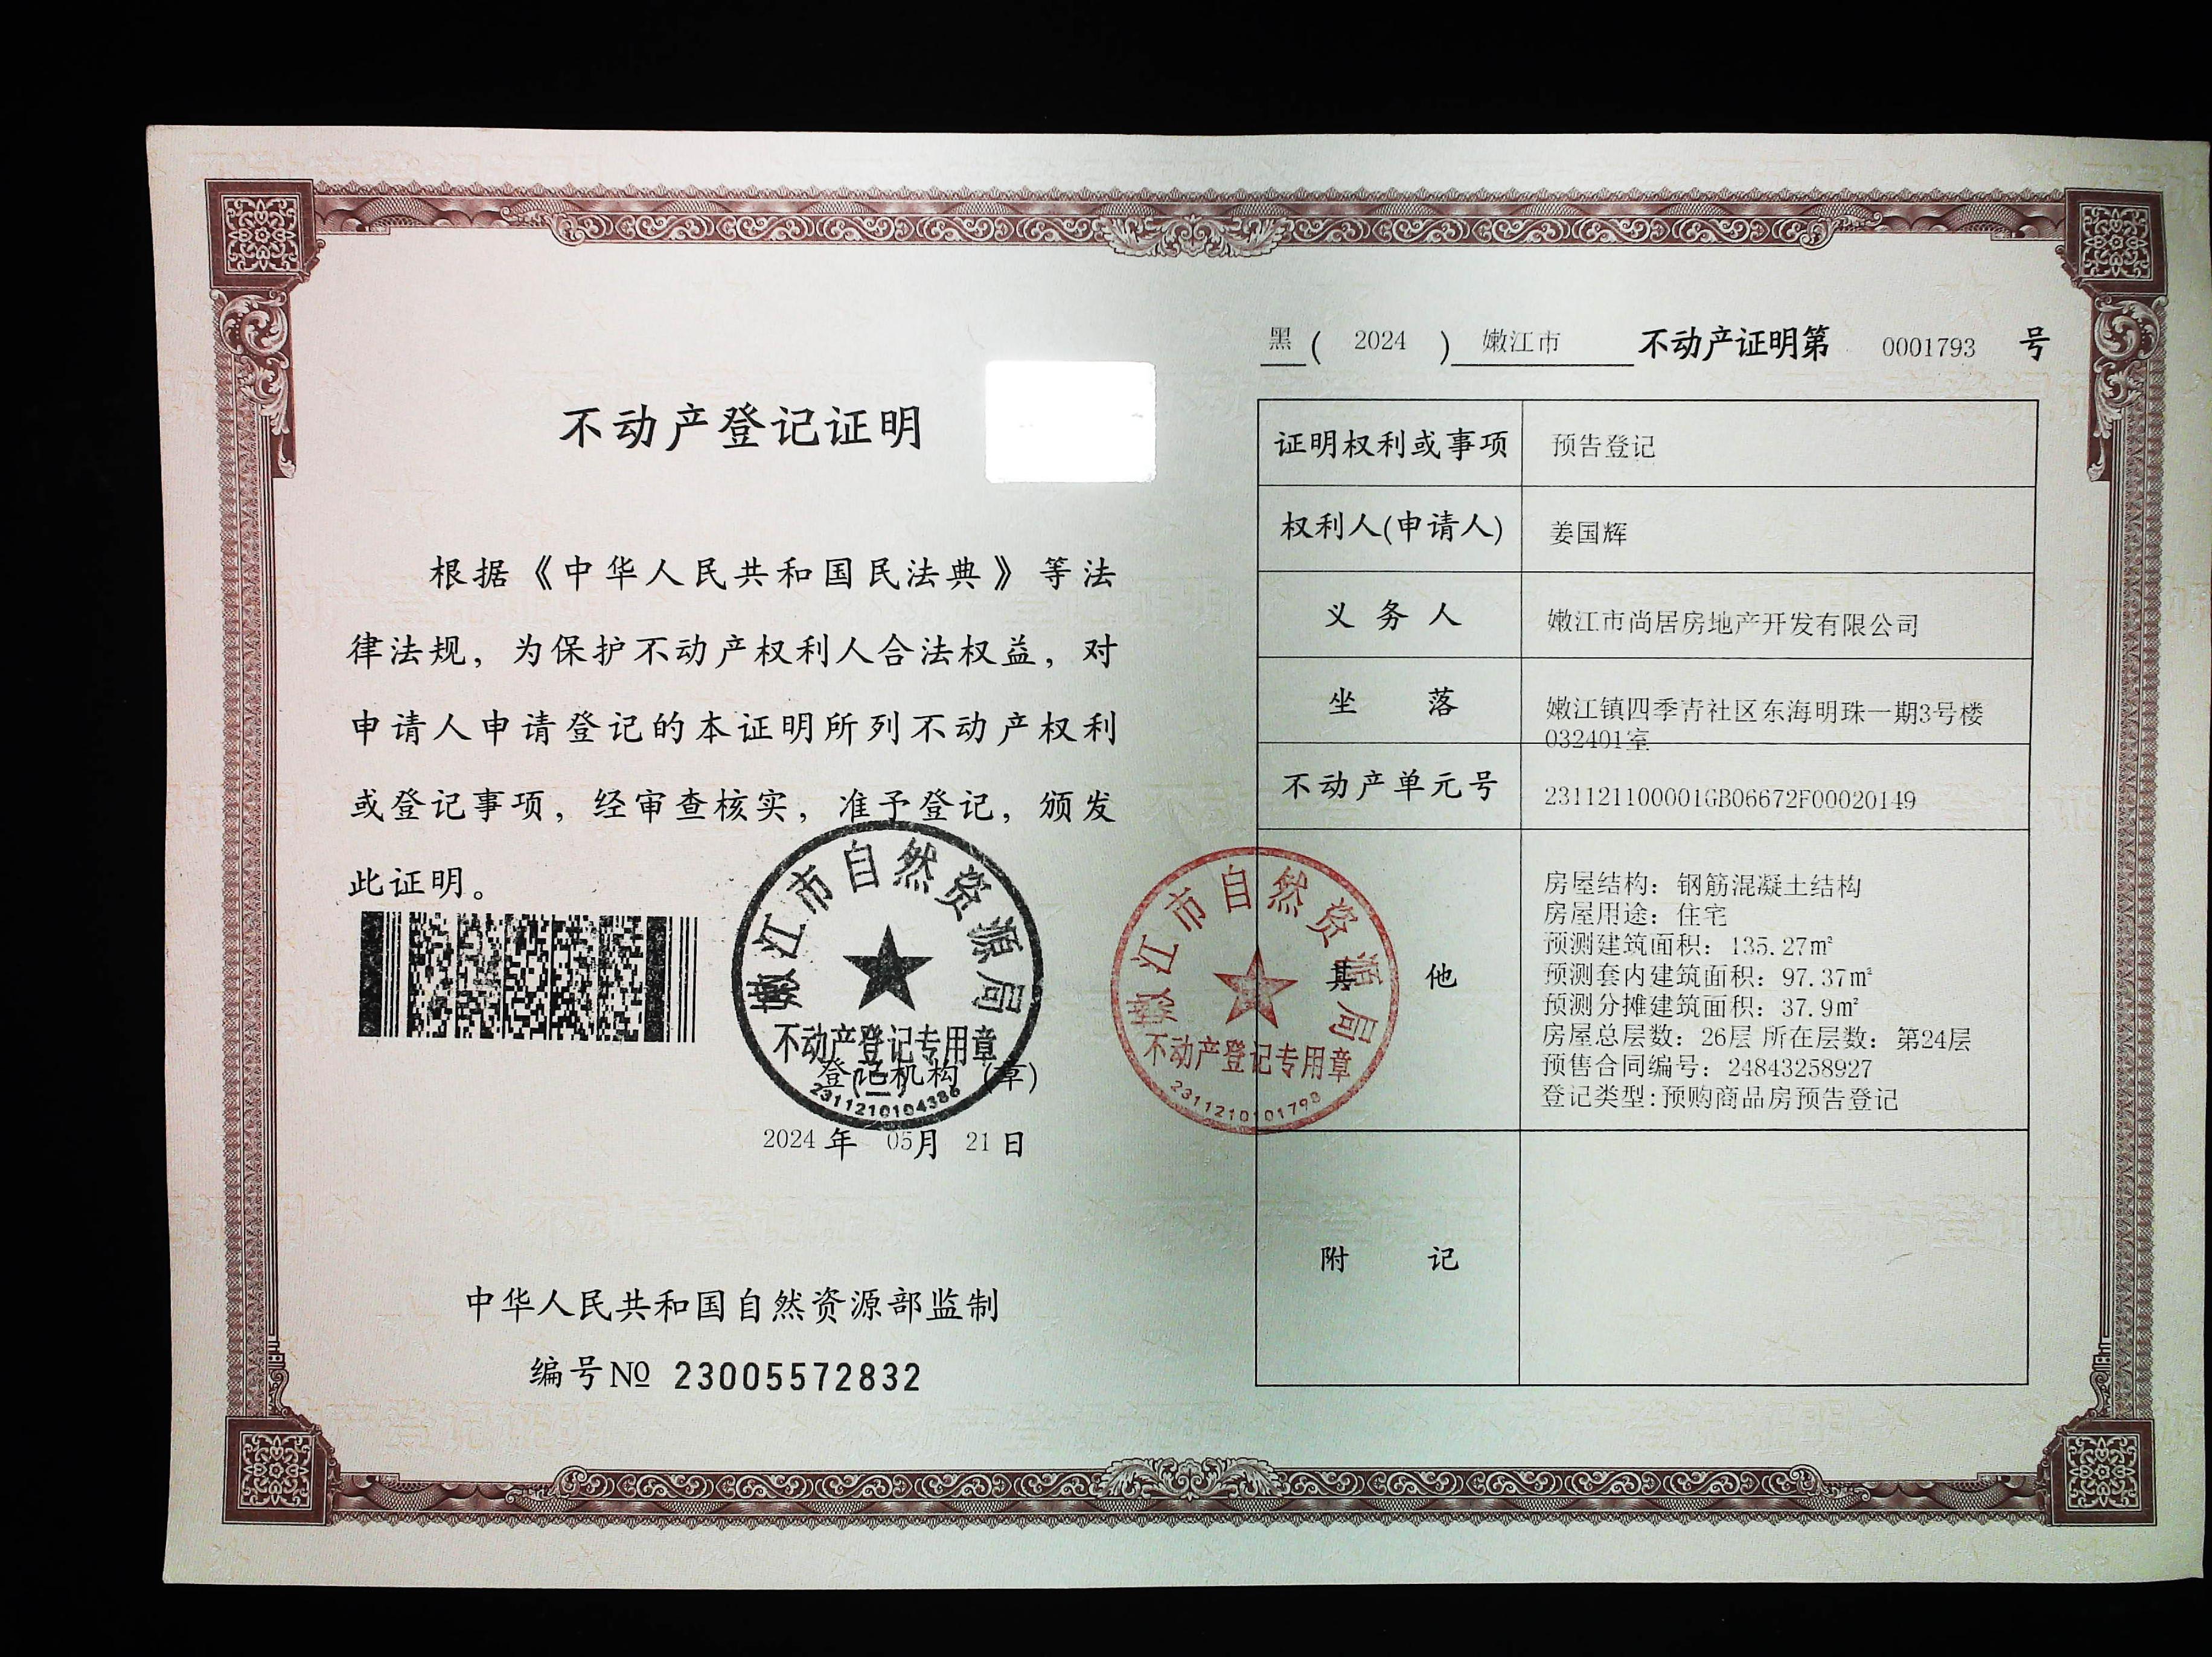 不动产登记证明
根据《中华人民共和国民法典》等法
律法规，为保护不动产权利人合法权益，对
申请人申请登记的本证明所列不动产权利
或登记事项，经审查核实，准予登记，颁发
此证明。
嫩江市自然资源局
不动产登记专用章
登记机构（章）
2311210104386
2024 年 05月 21 日
中华人民共和国自然资源部监制
编号№ 23005572832
黑 ( 2024 ) 嫩江市 不动产证明第 0001793 号
证明权利或事项 预告登记
权利人(申请人) 姜国辉
义务人 嫩江市尚居房地产开发有限公司
坐落 嫩江镇四季青社区东海明珠一期3号楼
032401室
不动产单元号 231121100001GB06672F00020149
其他
房屋结构：钢筋混凝土结构
房屋用途：住宅
预测建筑面积：135.27㎡
预测套内建筑面积：97.37㎡
预测分摊建筑面积：37.9㎡
房屋总层数：26层 所在层数：第24层
预售合同编号：24843258927
登记类型:预购商品房预告登记
嫩江市自然资源局
不动产登记专用章
2311210101793
附记